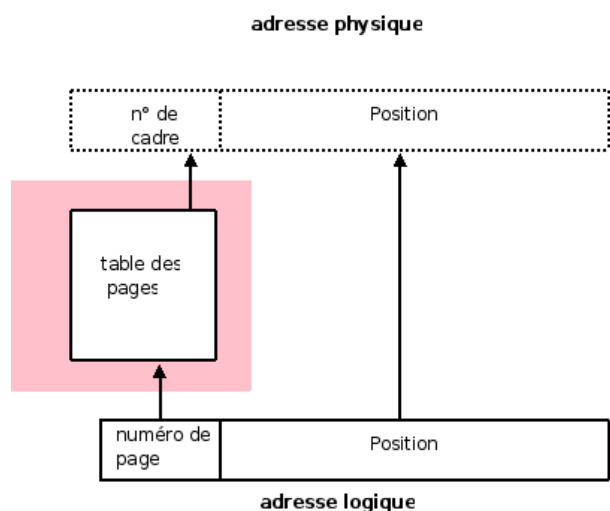 adresse physique
n° de
cadre
Position
table des
pages
numéro de
page
Position
adresse logique